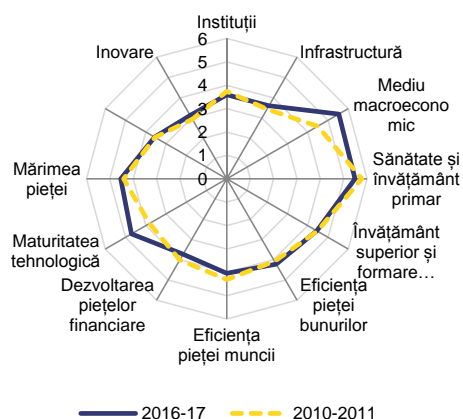 Instituții
Infrastructură
Mediu
macroecono
mic
Sănătate și
învățământ
primar
Învățământ
superior și
formare…
Eficiența
pieței
bunurilor
Eficiența
pieței muncii
Dezvoltarea
piețelor
financiare
Maturitatea
tehnologică
Mărimea
pieței
Inovare
6
5
4
3
2
1
0
2016-17
2010-2011